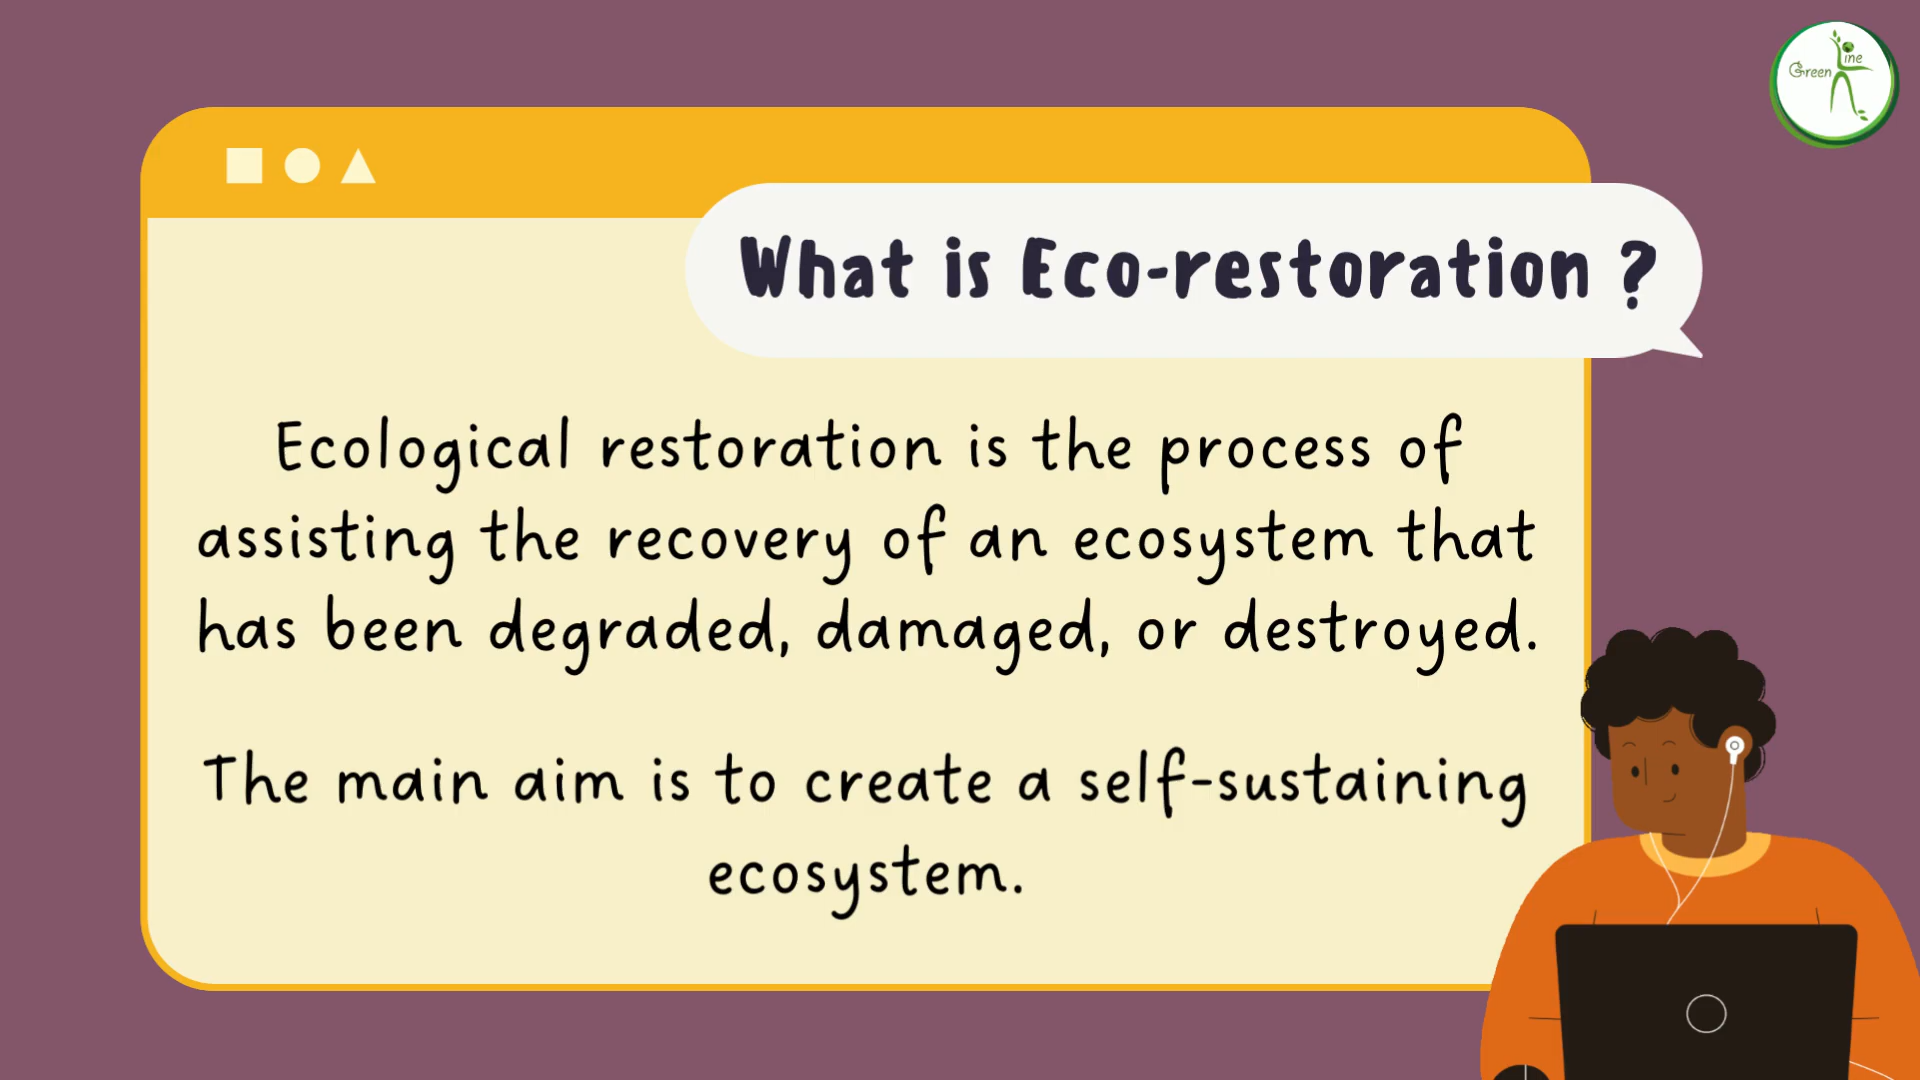 Green Line
What is Eco-restoration ?
Ecological restoration is the process of
assisting the recovery of an ecosystem that
has been degraded, damaged, or destroyed.
The main aim is to create a self-sustaining
ecosystem.